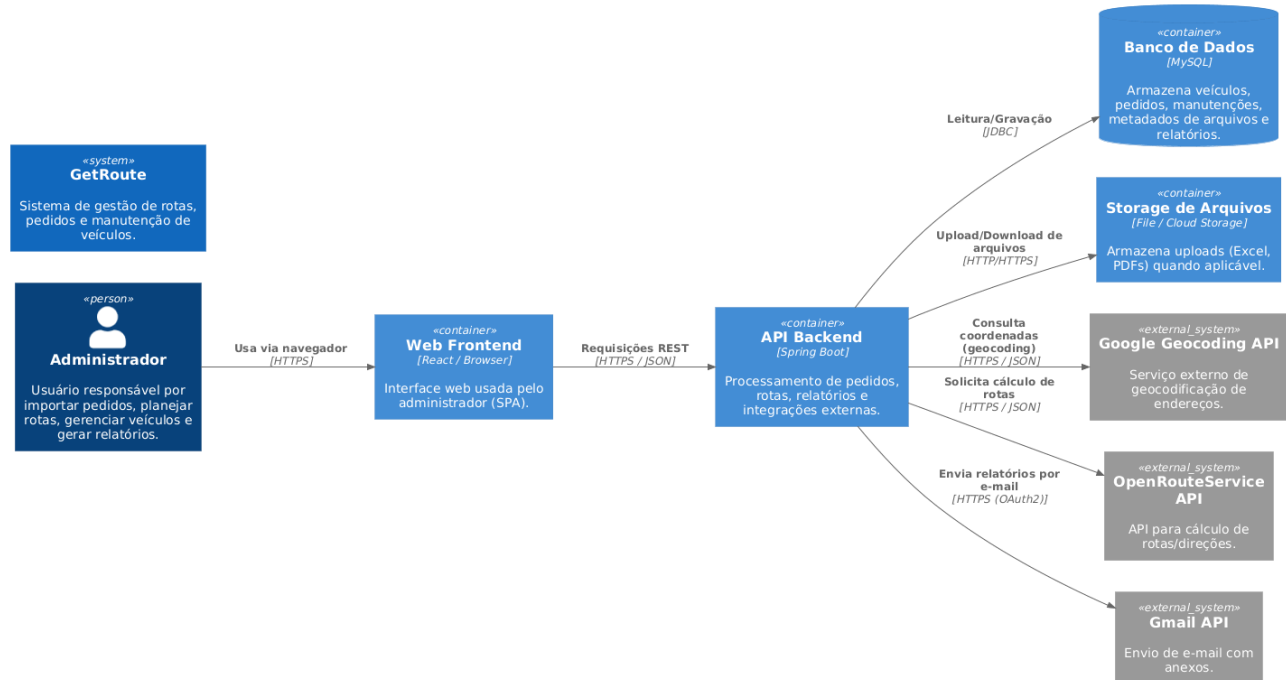 «system»
GetRoute
Sistema de gestão de rotas,
pedidos e manutenção de
veículos.
«person»
Administrador
Usuário responsável por
importar pedidos, planejar
rotas, gerenciar veículos e
gerar relatórios.
Usa via navegador
[HTTPS]
«container»
Web Frontend
[React / Browser]
Interface web usada pelo
administrador (SPA).
Requisições REST
[HTTPS / JSON]
«container»
API Backend
[Spring Boot]
Processamento de pedidos,
rotas, relatórios e
integrações externas.
Leitura/Gravação
[JDBC]
Upload/Download de
arquivos
[HTTP/HTTPS]
Consulta
coordenadas
(geocoding)
[HTTPS / JSON]
Solicita cálculo de
rotas
[HTTPS / JSON]
Envia relatórios por
e-mail
[HTTPS (OAuth2)]
«container»
Banco de Dados
[MySQL]
Armazena veículos,
pedidos, manutenções,
metadados de arquivos e
relatórios.
«container»
Storage de Arquivos
[File / Cloud Storage]
Armazena uploads (Excel,
PDFs) quando aplicável.
«external_system»
Google Geocoding API
Serviço externo de
geocodificação de
endereços.
«external_system»
OpenRouteService
API
API para cálculo de
rotas/direções.
«external_system»
Gmail API
Envio de e-mail com
anexos.